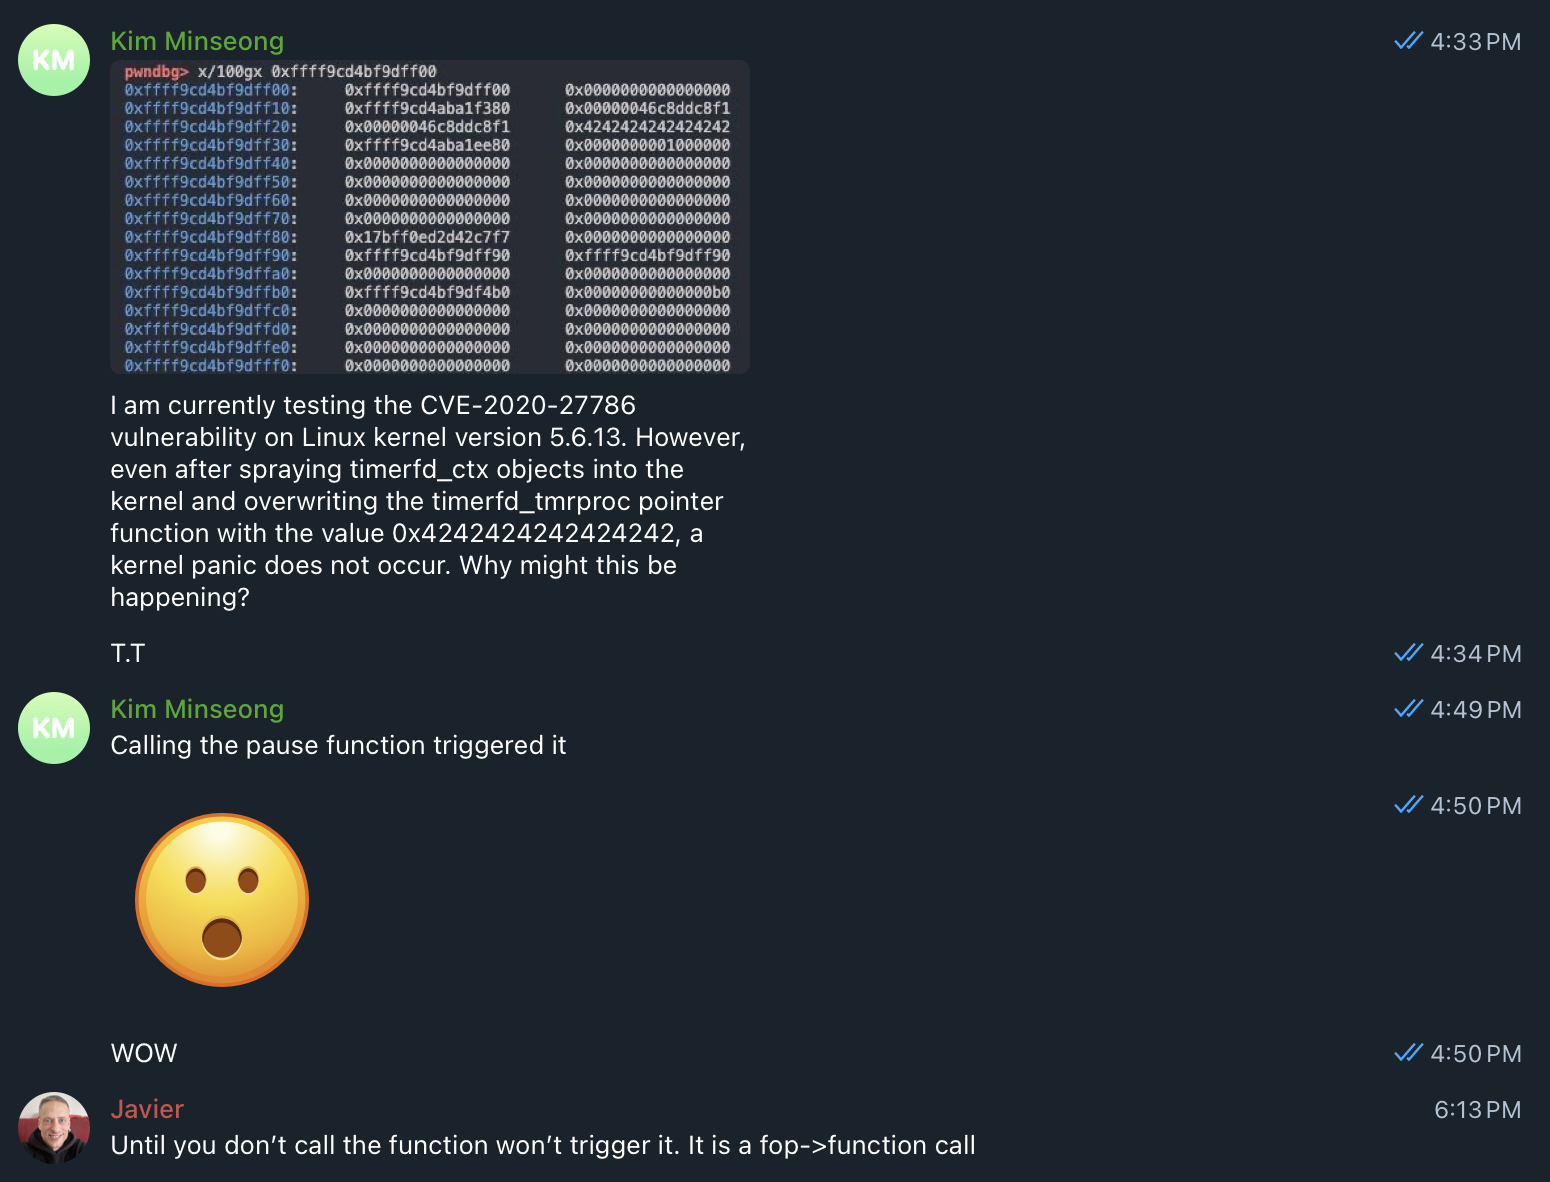 Kim Minseong
4:33 PM
KM
pwndbg> x/100gx 0xffff9cd4bf9dff00
0xffff9cd4bf9dff00: 0xffff9cd4bf9dff00 0x0000000000000000
0xffff9cd4bf9dff10: 0xffff9cd4aba1f380 0x00000046c8ddc8f1
0xffff9cd4bf9dff20: 0x00000046c8ddc8f1 0x4242424242424242
0xffff9cd4bf9dff30: 0xffff9cd4aba1ee80 0x0000000001000000
0xffff9cd4bf9dff40: 0x0000000000000000 0x0000000000000000
0xffff9cd4bf9dff50: 0x0000000000000000 0x0000000000000000
0xffff9cd4bf9dff60: 0x0000000000000000 0x0000000000000000
0xffff9cd4bf9dff70: 0x0000000000000000 0x0000000000000000
0xffff9cd4bf9dff80: 0x17bff0ed2d42c7f7 0x0000000000000000
0xffff9cd4bf9dff90: 0xffff9cd4bf9dff90 0xffff9cd4bf9dff90
0xffff9cd4bf9dffa0: 0x0000000000000000 0x0000000000000000
0xffff9cd4bf9dffb0: 0xffff9cd4bf9df4b0 0x00000000000000b0
0xffff9cd4bf9dffc0: 0x0000000000000000 0x0000000000000000
0xffff9cd4bf9dffd0: 0x0000000000000000 0x0000000000000000
0xffff9cd4bf9dffe0: 0x0000000000000000 0x0000000000000000
0xffff9cd4bf9dfff0: 0x0000000000000000 0x0000000000000000
I am currently testing the CVE-2020-27786
vulnerability on Linux kernel version 5.6.13. However,
even after spraying timerfd_ctx objects into the
kernel and overwriting the timerfd_tmrproc pointer
function with the value 0x4242424242424242, a
kernel panic does not occur. Why might this be
happening?
T.T
4:34 PM
Kim Minseong
4:49 PM
KM
Calling the pause function triggered it
4:50 PM
WOW
4:50 PM
Javier
6:13 PM
Until you don’t call the function won’t trigger it. It is a fop->function call